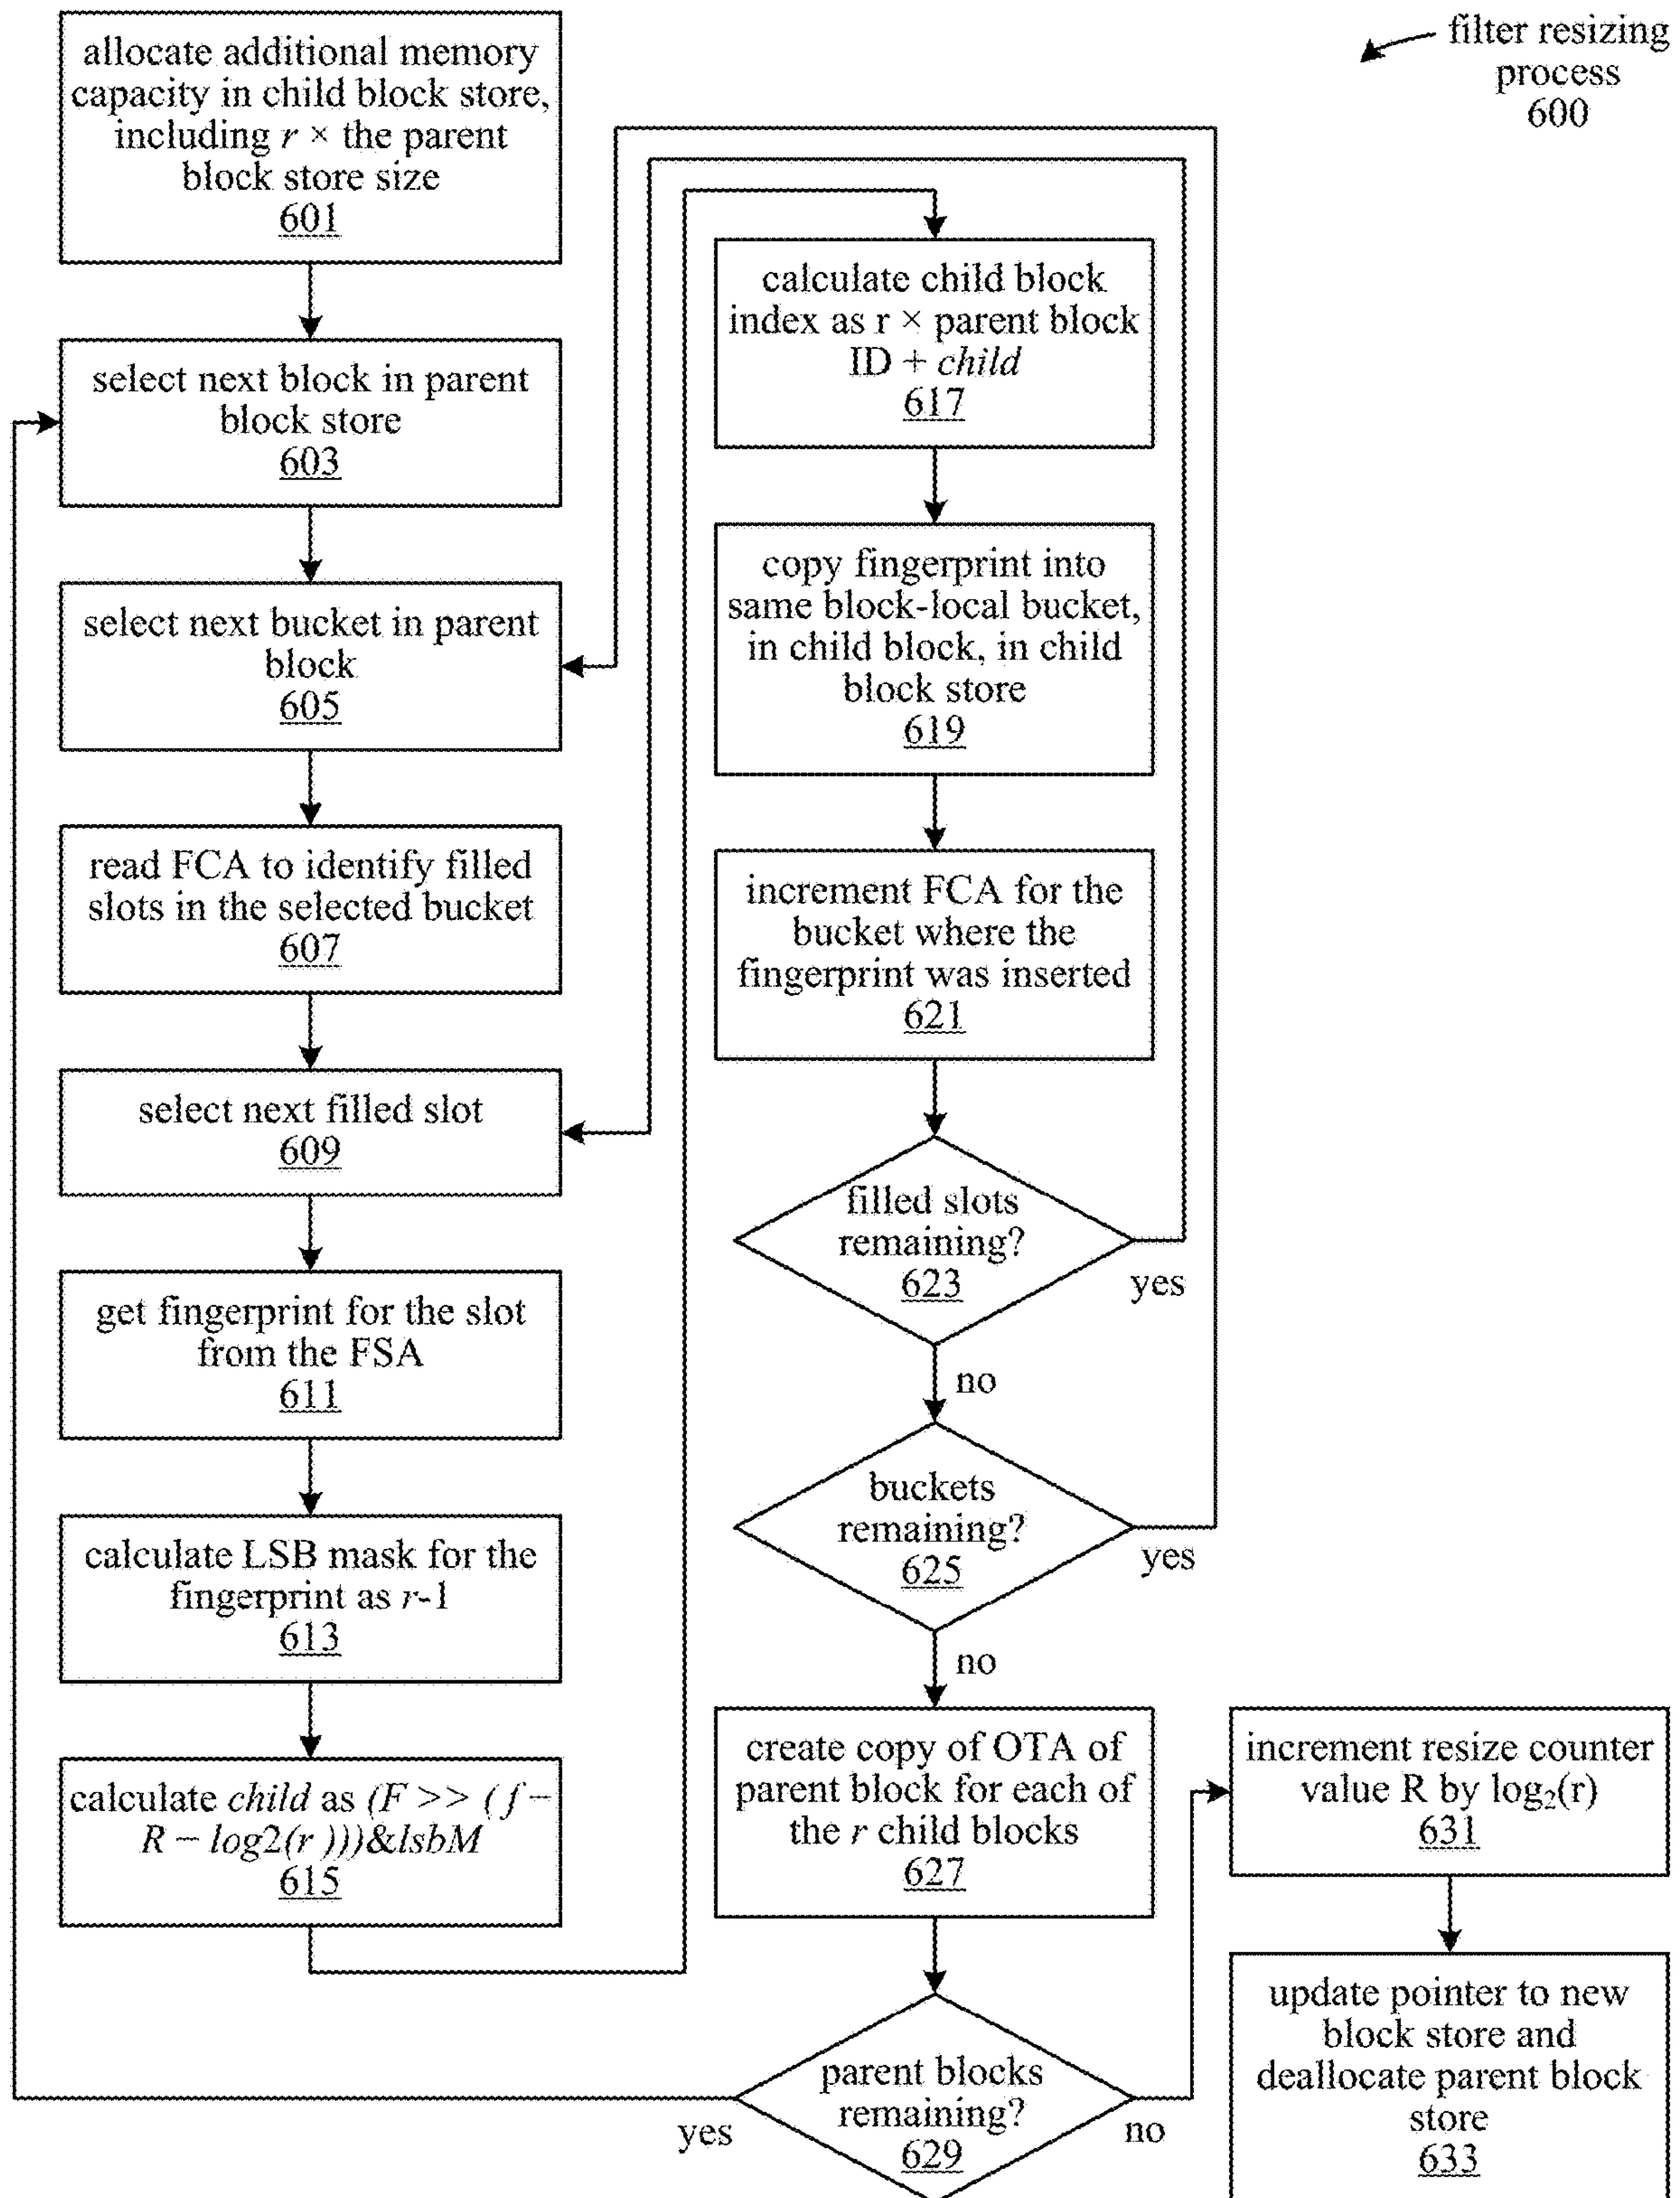 filter resizing
process
600
allocate additional memory
capacity in child block store,
including r × the parent
block store size
601
select next block in parent
block store
603
select next bucket in parent
block
605
read FCA to identify filled
slots in the selected bucket
607
select next filled slot
609
get fingerprint for the slot
from the FSA
611
calculate LSB mask for the
fingerprint as r-1
613
calculate child as (F >> ( f –
R – log2(r )))&lsbM
615
calculate child block
index as r × parent block
ID + child
617
copy fingerprint into
same block-local bucket,
in child block, in child
block store
619
increment FCA for the
bucket where the
fingerprint was inserted
621
filled slots
remaining?
623
yes
no
buckets
remaining?
625
yes
no
create copy of OTA of
parent block for each of
the r child blocks
627
parent blocks
remaining?
629
yes
no
increment resize counter
value R by log₂(r)
631
update pointer to new
block store and
deallocate parent block
store
633